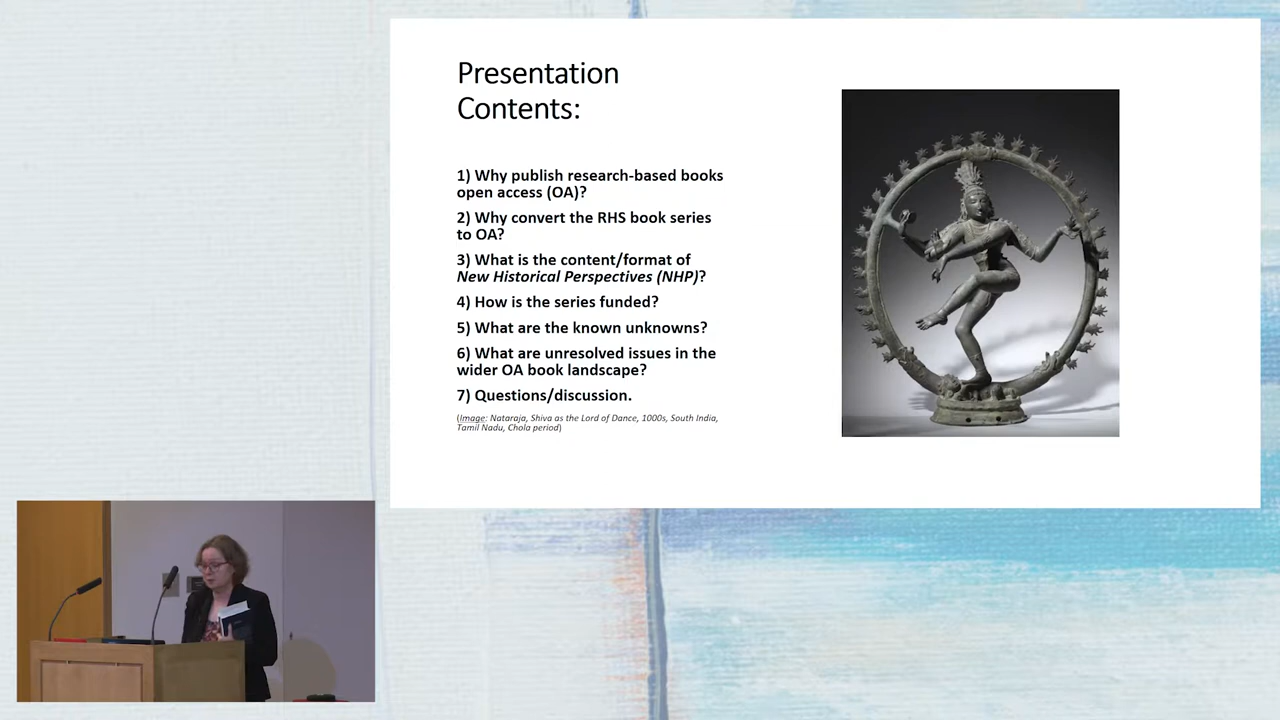 Presentation
Contents:
1) Why publish research-based books
open access (OA)?
2) Why convert the RHS book series
to OA?
3) What is the content/format of
New Historical Perspectives (NHP)?
4) How is the series funded?
5) What are the known unknowns?
6) What are unresolved issues in the
wider OA book landscape?
7) Questions/discussion.
(Image: Nataraja, Shiva as the Lord of Dance, 1000s, South India,
Tamil Nadu, Chola period)